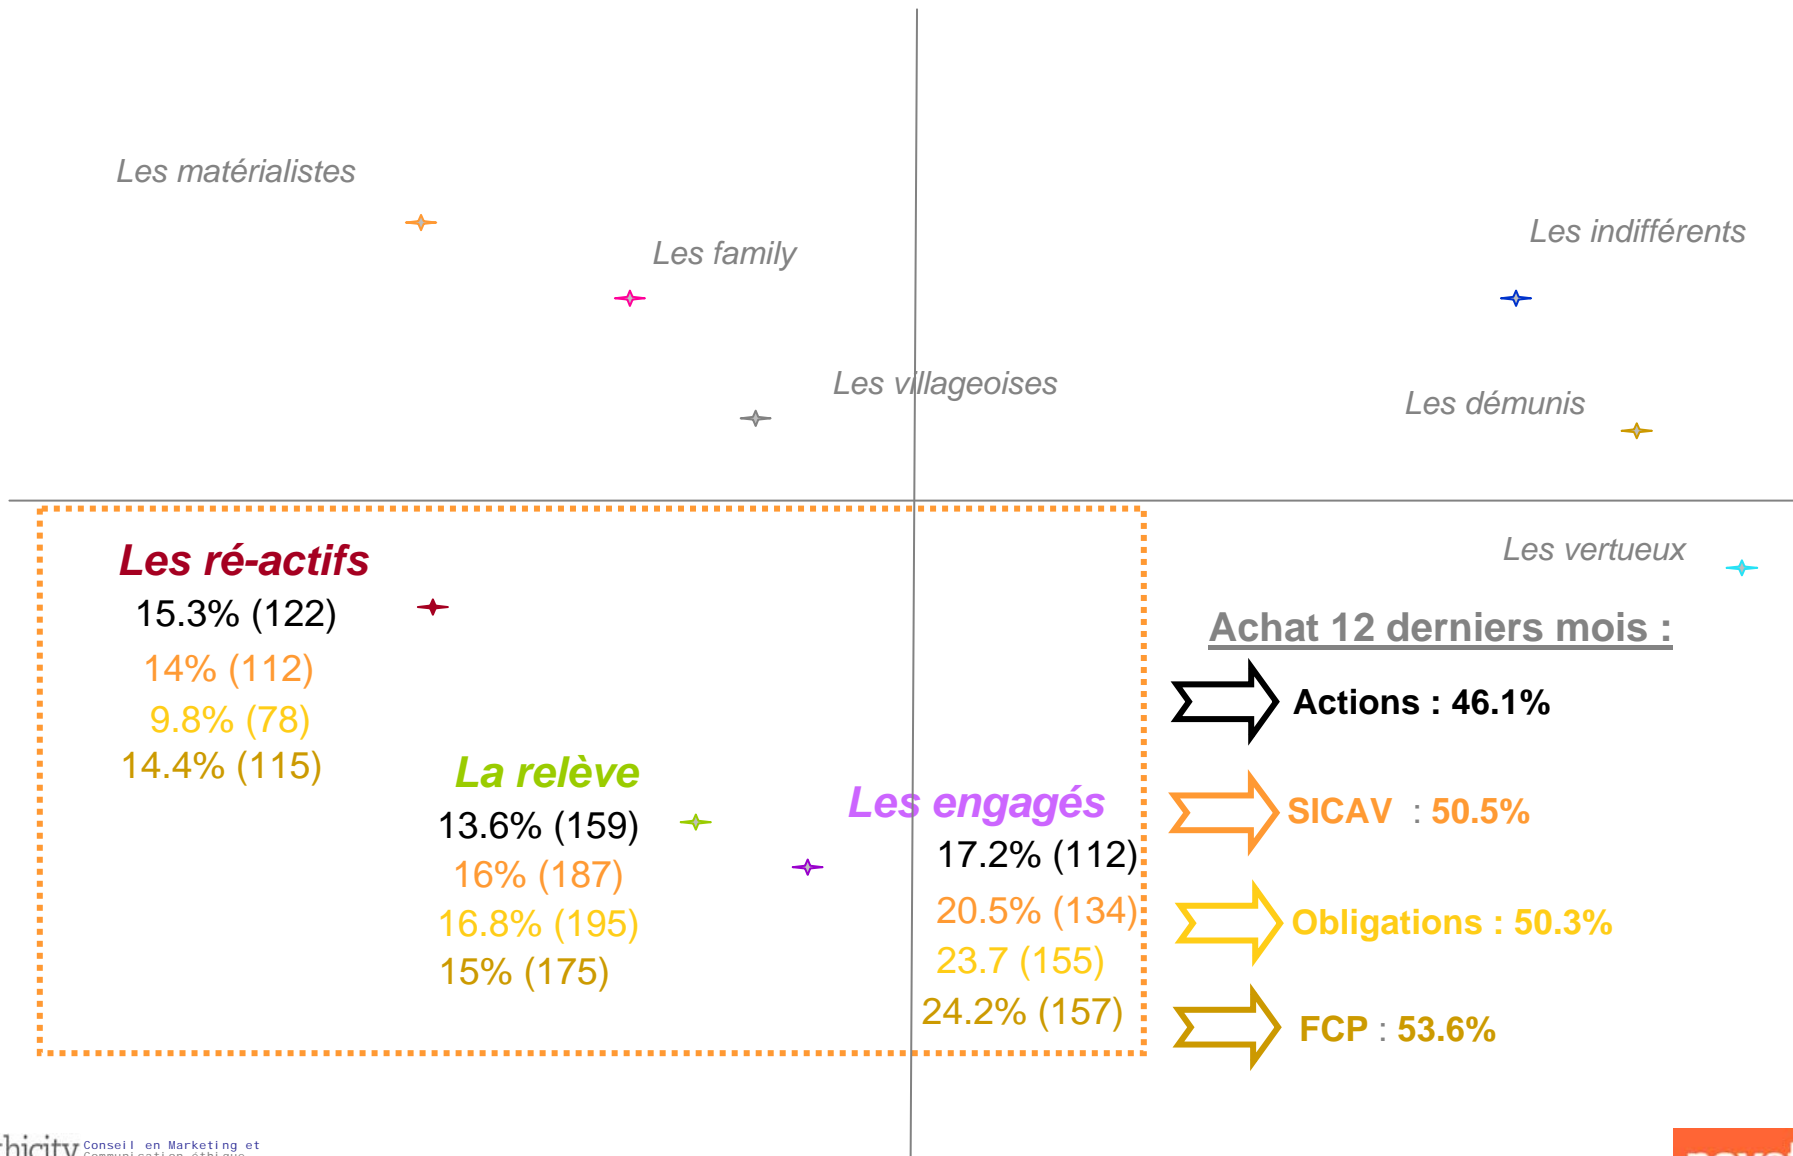 Les matérialistes
Les family
Les indifférents
Les villageoises
Les démunis
Les ré-actifs
15.3% (122)
14% (112)
9.8% (78)
14.4% (115)
La relève
13.6% (159)
16% (187)
16.8% (195)
15% (175)
Les engagés
17.2% (112)
20.5% (134)
23.7 (155)
24.2% (157)
Les vertueux
Achat 12 derniers mois :
Actions : 46.1%
SICAV : 50.5%
Obligations : 50.3%
FCP : 53.6%
Conseil en Marketing et
Communication éthique